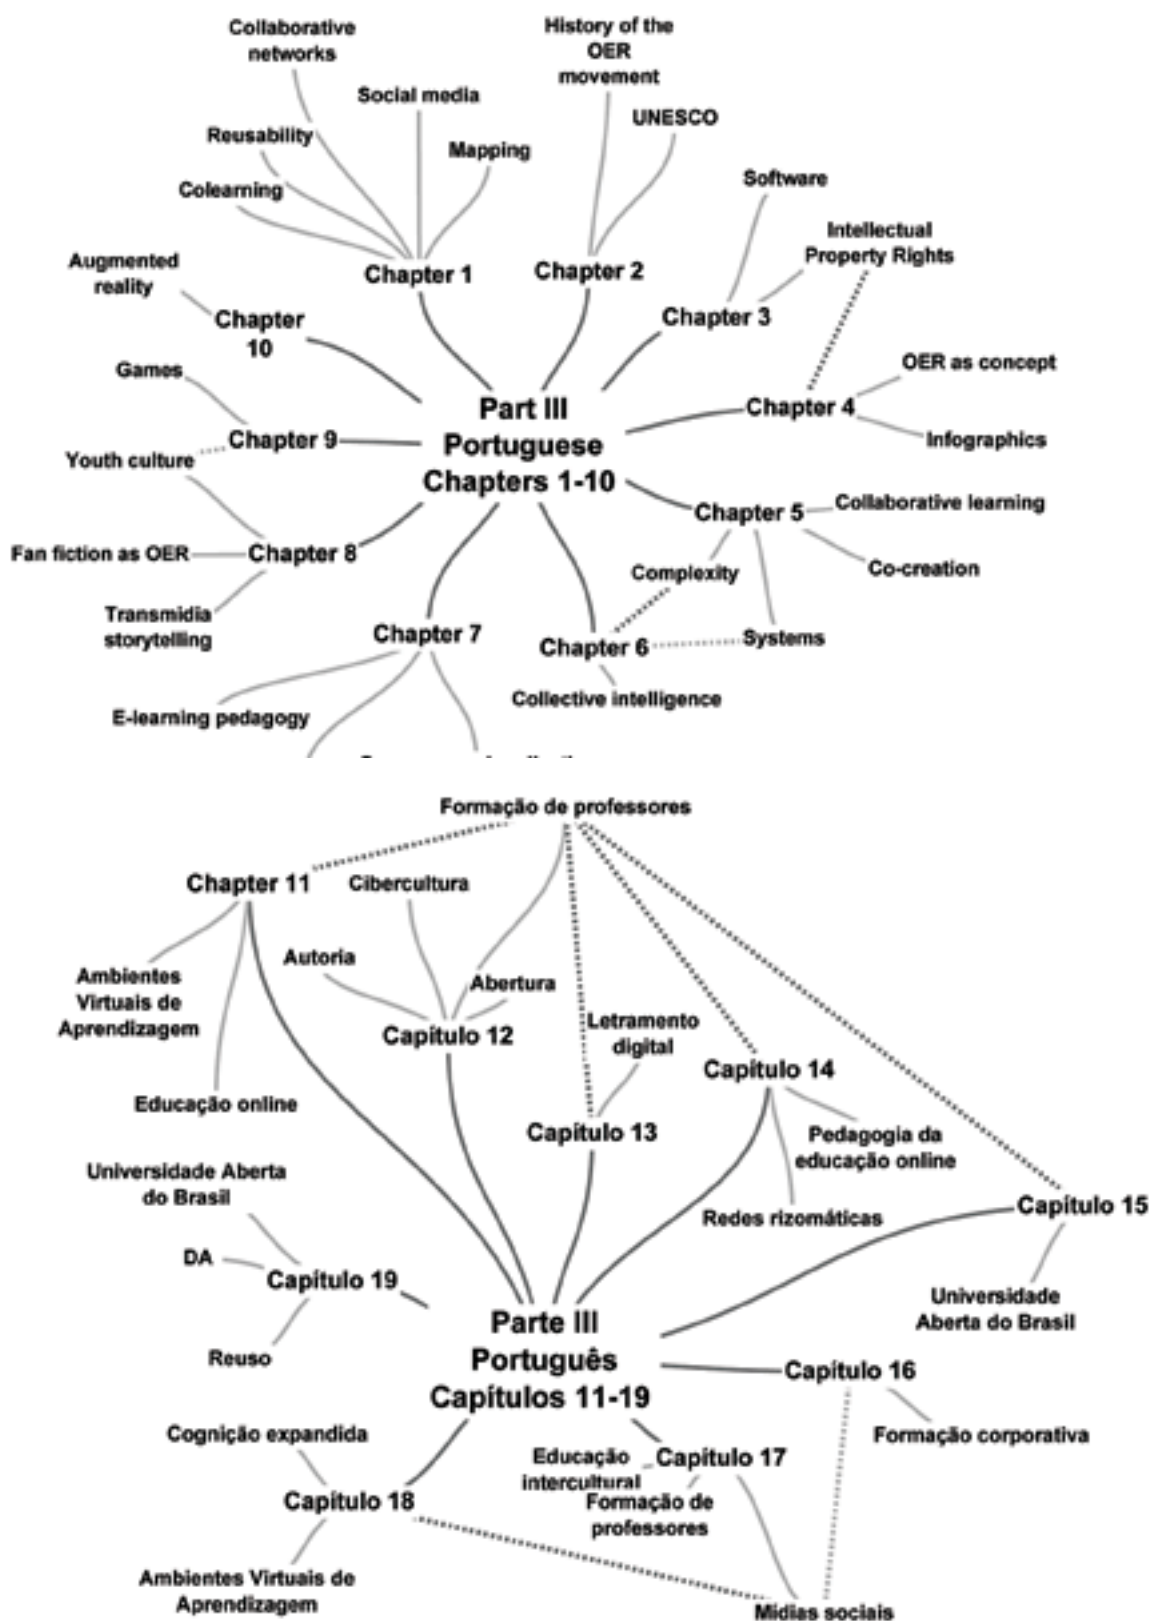 Collaborative
networks
History of the
OER
movement
Social media
UNESCO
Reusability
Mapping
Colearning
Software
Intellectual
Property Rights
Augmented
reality
Chapter 1
Chapter 2
Chapter
10
Chapter 3
Games
OER as concept
Part III
Portuguese
Chapters 1-10
Chapter 4
Chapter 9
Infographics
Youth culture
Chapter 5
Collaborative learning
Fan fiction as OER
Chapter 8
Complexity
Co-creation
Transmidia
storytelling
Chapter 7
Chapter 6
Systems
Collective intelligence
E-learning pedagogy
Formação de professores
Chapter 11
Cibercultura
Autoria
Ambientes
Virtuais de
Aprendizagem
Abertura
Capítulo 12
Letramento
digital
Capítulo 14
Educação online
Capítulo 13
Pedagogia da
educação online
Universidade Aberta
do Brasil
Redes rizomáticas
Capítulo 15
DA
Capítulo 19
Universidade
Aberta do Brasil
Parte III
Português
Capítulos 11-19
Reuso
Capítulo 16
Cognição expandida
Formação corporativa
Educação
intercultural
Capítulo 17
Capítulo 18
Formação de
professores
Ambientes Virtuais de
Aprendizagem
Mídias sociais